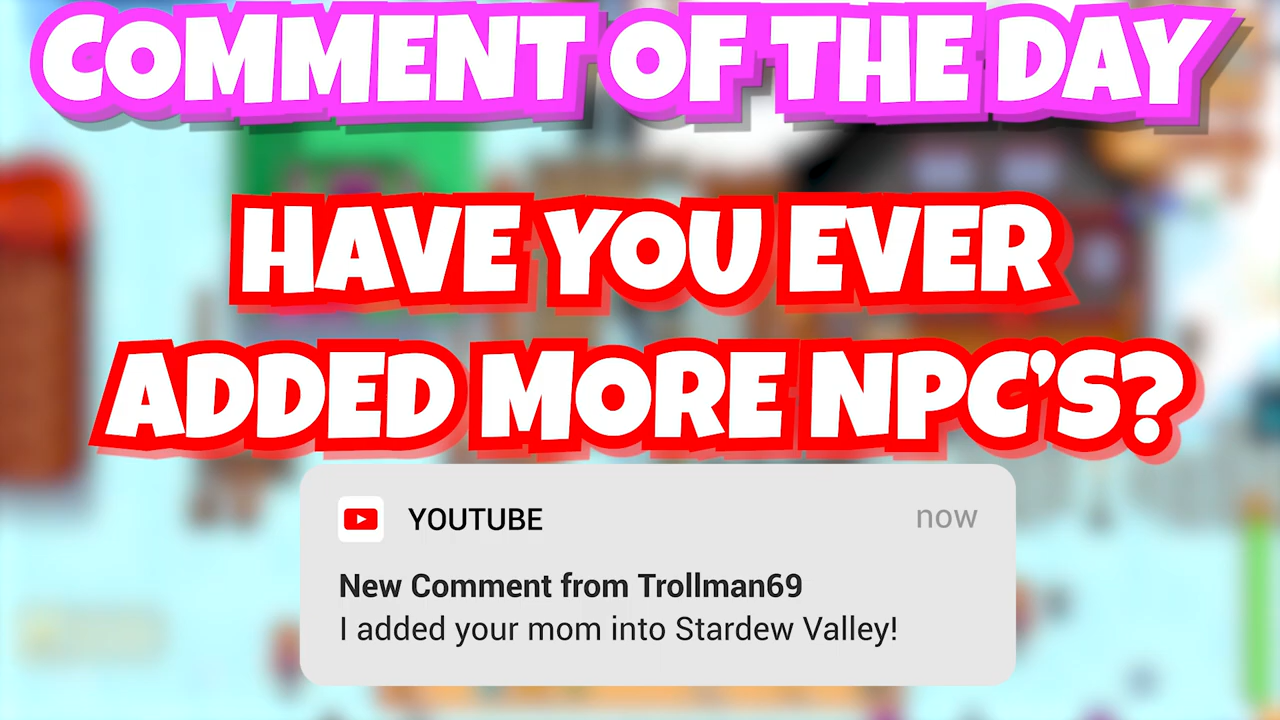 COMMENT OF THE DAY
HAVE YOU EVER
ADDED MORE NPC'S?
YOUTUBE now
New Comment from Trollman69
I added your mom into Stardew Valley!